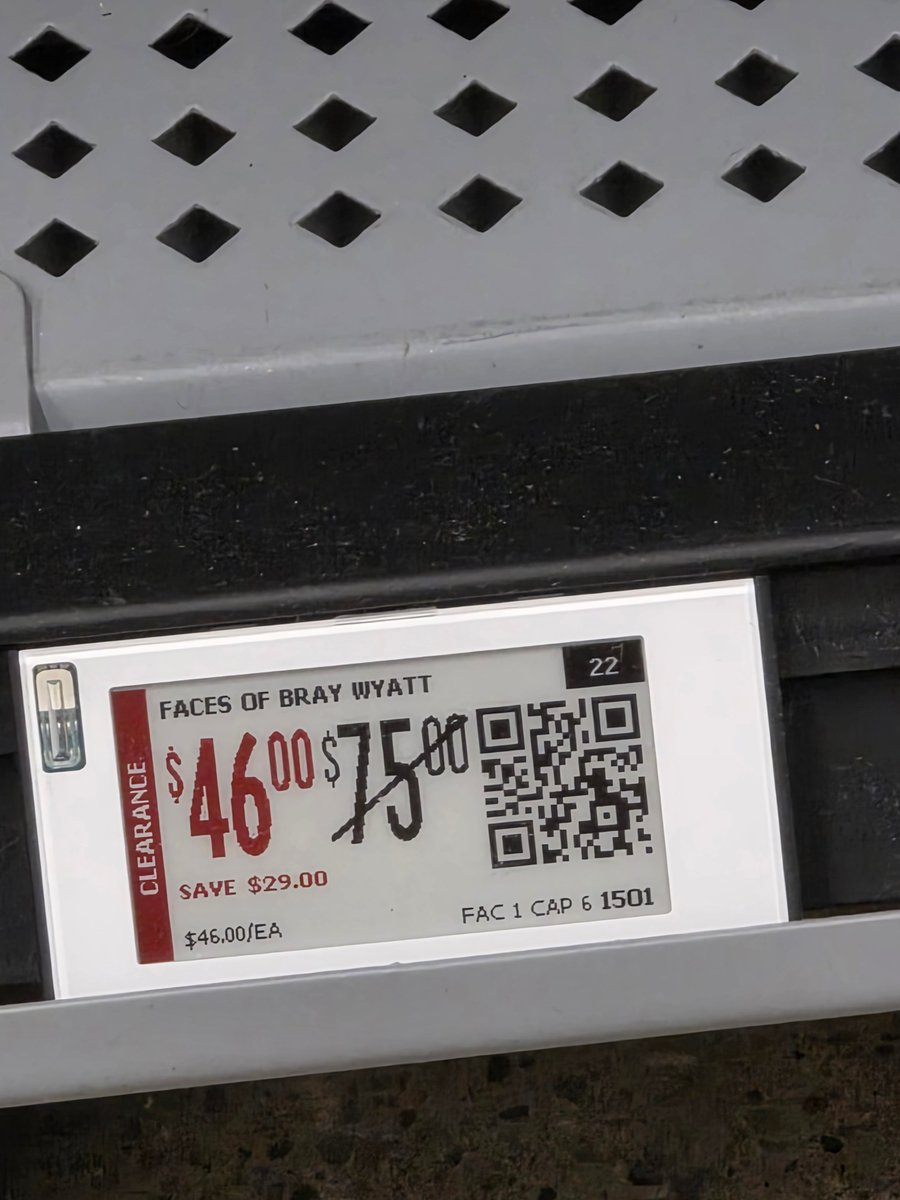 FACES OF BRAY WYATT
22
CLEARANCE
$46.00 $75.00
SAVE $29.00
$46.00/EA
FAC 1 CAP 6 1501